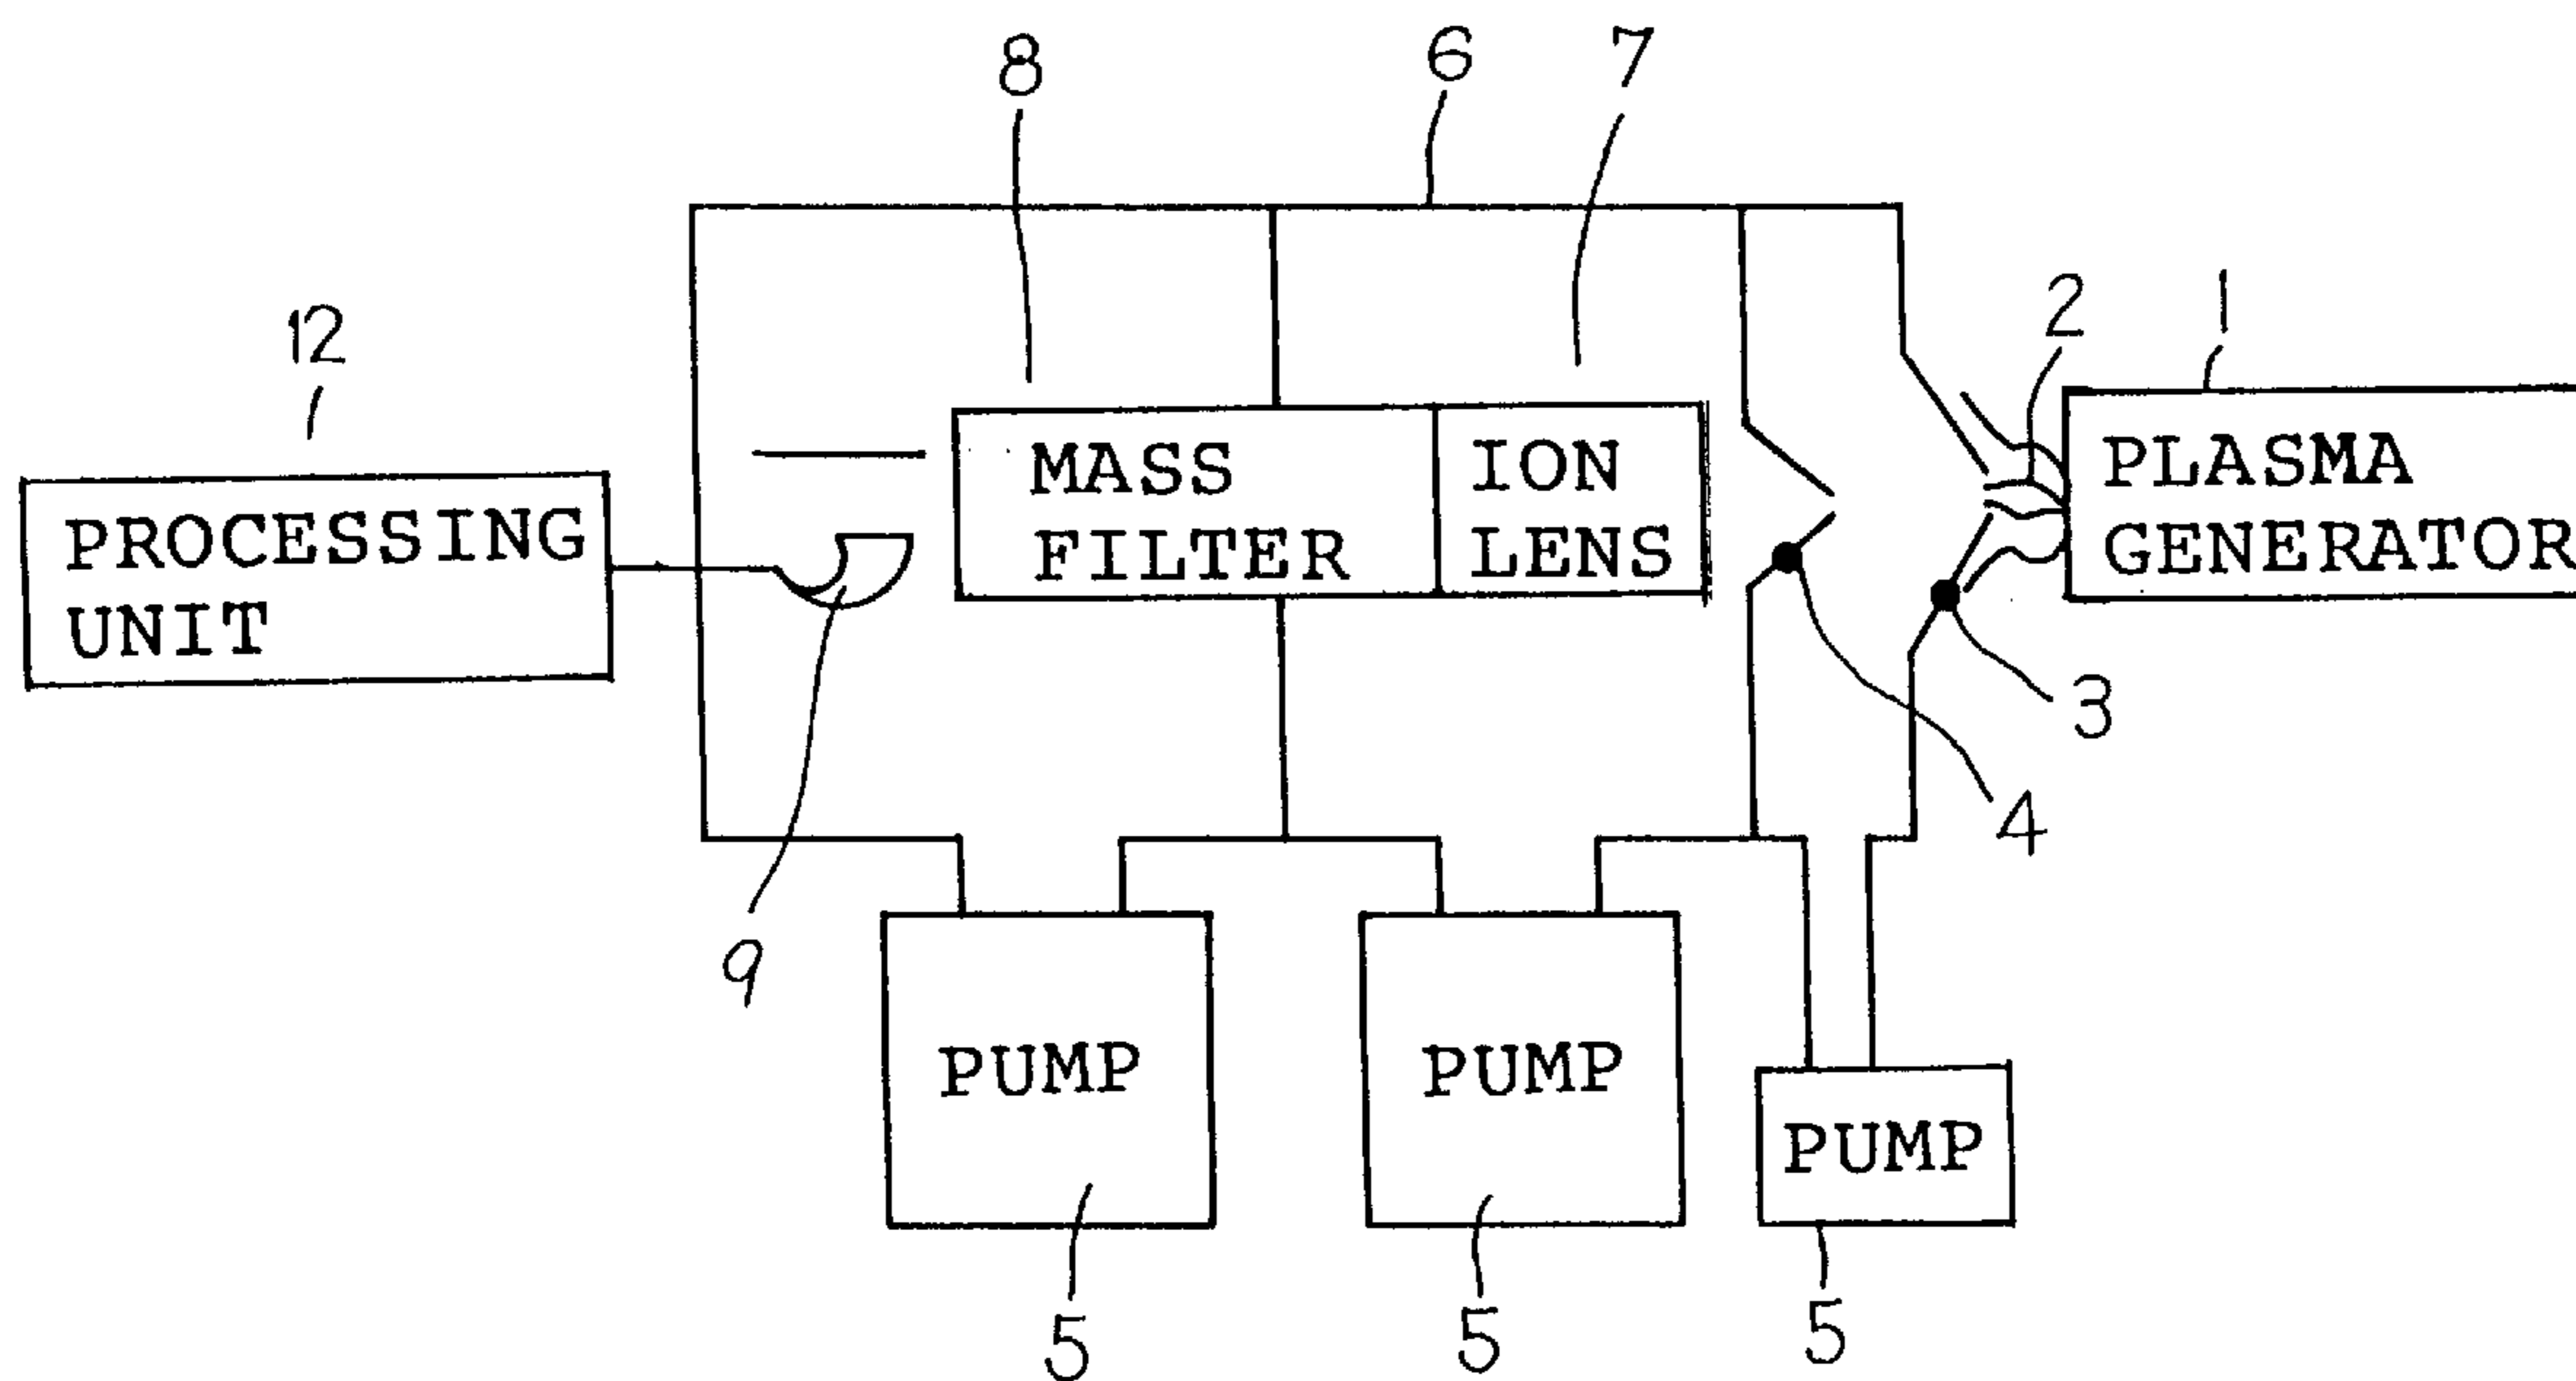 8
6
7
12
2
1
PROCESSING
UNIT
MASS
FILTER
ION
LENS
PLASMA
GENERATOR
3
4
9
PUMP
PUMP
PUMP
5
5
5